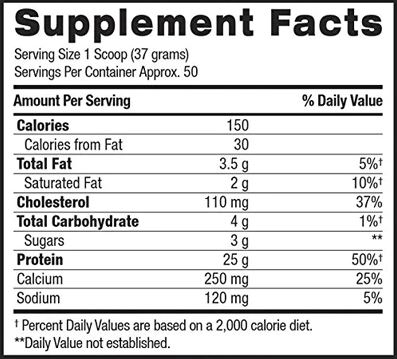 Supplement Facts
Serving Size 1 Scoop (37 grams)
Servings Per Container Approx. 50
Amount Per Serving % Daily Value
Calories 150
Calories from Fat 30
Total Fat 3.5 g 5%†
Saturated Fat 2 g 10%†
Cholesterol 110 mg 37%
Total Carbohydrate 4 g 1%†
Sugars 3 g **
Protein 25 g 50%†
Calcium 250 mg 25%
Sodium 120 mg 5%
† Percent Daily Values are based on a 2,000 calorie diet.
**Daily Value not established.